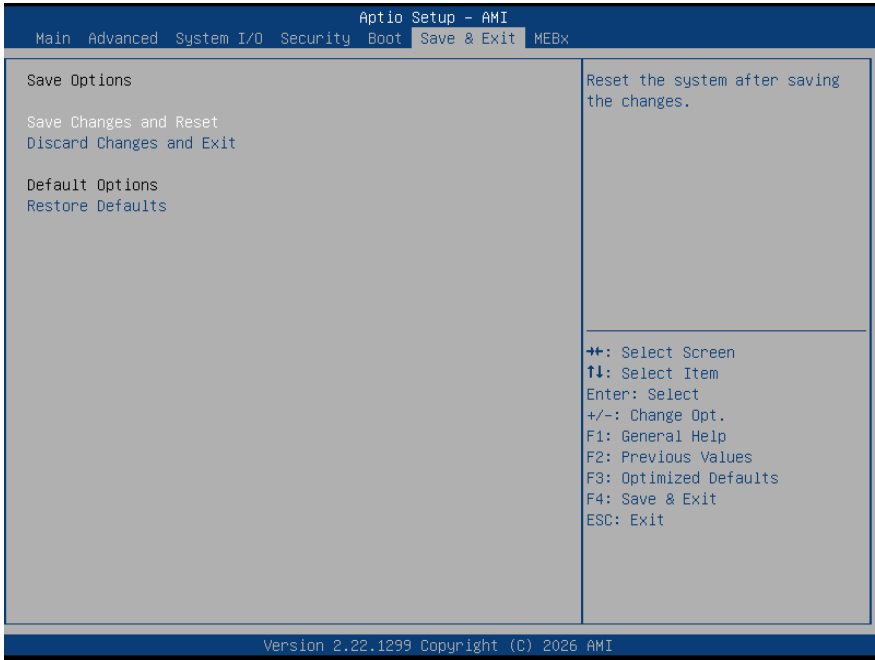 Aptio Setup – AMI
Main Advanced System I/O Security Boot Save & Exit MEBx
Save Options
Save Changes and Reset
Discard Changes and Exit
Default Options
Restore Defaults
Reset the system after saving
the changes.
→←: Select Screen
↑↓: Select Item
Enter: Select
+/-: Change Opt.
F1: General Help
F2: Previous Values
F3: Optimized Defaults
F4: Save & Exit
ESC: Exit
Version 2.22.1299 Copyright (C) 2026 AMI